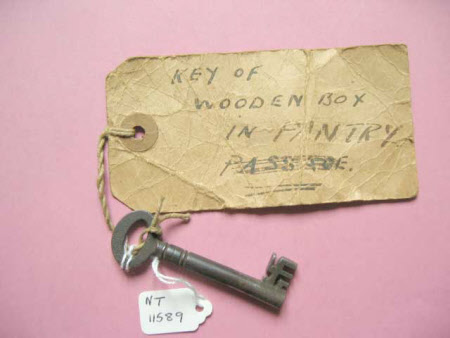 KEY OF
WOODEN BOX
IN PANTRY
PASSAGE.
NT
11589